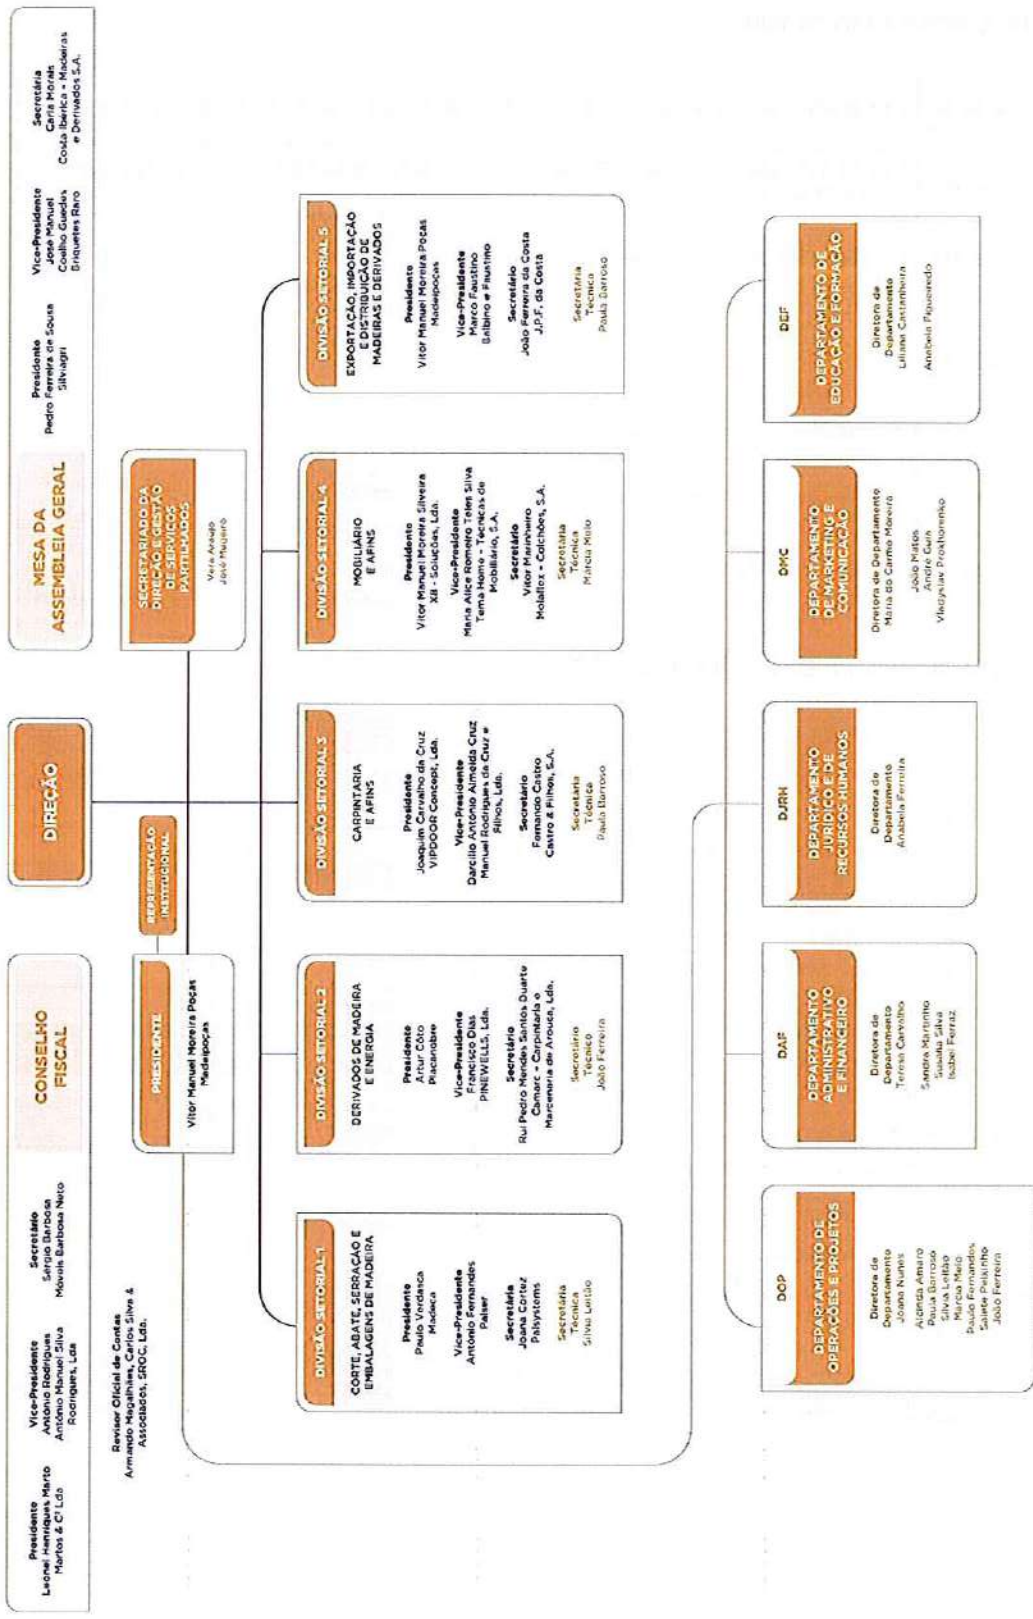 Presidente
Leonel Henriques Marto
Martos & Cª Lda
Vice-Presidente
António Rodrigues
António Manuel Silva
Rodrigues, Lda
Secretário
Sérgio Barbosa
Móveis Barbosa Neto
CONSELHO
FISCAL
DIREÇÃO
MESA DA
ASSEMBLEIA GERAL
Presidente
Pedro Ferreira de Sousa
Silviagri
Vice-Presidente
José Manuel
Coelho Guedes
Briquetes Raro
Secretária
Carla Morais
Costa Ibérica - Madeiras
e Derivados S.A.
Revisor Oficial de Contas
Armando Magalhães, Carlos Silva &
Associados, SROC, Lda.
PRESIDENTE
Vitor Manuel Moreira Poças
Madeipoças
REPRESENTAÇÃO
INSTITUCIONAL
SECRETARIADO DA
DIREÇÃO, E GESTÃO
DE SERVIÇOS
PARTILHADOS
Vera Araújo
José Madeiro
DIVISÃO SETORIAL 1
CORTE, ABATE, SERRAÇÃO E
EMBALAGENS DE MADEIRA
Presidente
Paulo Verdasca
Madeca
Vice-Presidente
António Fernandes
Palser
Secretária
Joana Cortez
Palsystems
Secretária
Técnica
Silvia Leitão
DIVISÃO SETORIAL 2
DERIVADOS DE MADEIRA
E ENERGIA
Presidente
Artur Côto
Placanobre
Vice-Presidente
Francisco Dias
PINEWELLS, Lda.
Secretário
Rui Pedro Mendes Santos Duarte
Camarc - Carpintaria e
Marcenaria de Arouca, Lda.
Secretário
Técnico
João Ferreira
DIVISÃO SETORIAL 3
CARPINTARIA
E AFINS
Presidente
Joaquim Carvalho da Cruz
VIPDOOR Concept, Lda.
Vice-Presidente
Darcílio António Almeida Cruz
Manuel Rodrigues da Cruz e
Filhos, Lda.
Secretário
Fernando Castro
Castro & Filhos, S.A.
Secretária
Técnica
Paula Barroso
DIVISÃO SETORIAL 4
MOBILIÁRIO
E AFINS
Presidente
Vitor Manuel Moreira Silveira
X8 - Soluções, Lda.
Vice-Presidente
Maria Alice Romeiro Teles Silva
Tema Home - Técnicas de
Mobiliário, S.A.
Secretário
Vitor Marinheiro
Molaflex - Colchões, S.A.
Secretária
Técnica
Márcia Melo
DIVISÃO SETORIAL 5
EXPORTAÇÃO, IMPORTAÇÃO
E DISTRIBUIÇÃO DE
MADEIRAS E DERIVADOS
Presidente
Vitor Manuel Moreira Poças
Madeipoças
Vice-Presidente
Marco Faustino
Balbino e Faustino
Secretário
João Ferreira da Costa
J.P.F. da Costa
Secretária
Técnica
Paula Barroso
DOP
DEPARTAMENTO DE
OPERAÇÕES E PROJETOS
Diretora de
Departamento
Joana Nunes
Alcinda Amaro
Paula Barroso
Silvia Leitão
Márcia Melo
Paulo Fernandes
Salete Peixinho
João Ferreira
DAF
DEPARTAMENTO
ADMINISTRATIVO
E FINANCEIRO
Diretora de
Departamento
Teresa Carvalho
Sandra Martinho
Susana Silva
Isabel Ferraz
DJRH
DEPARTAMENTO
JURÍDICO E DE
RECURSOS HUMANOS
Diretora de
Departamento
Anabela Ferreira
DMC
DEPARTAMENTO
DE MARKETING E
COMUNICAÇÃO
Diretora de Departamento
Maria do Carmo Moreira
João Matos
André Guia
Vladyslav Prokhorenko
DEF
DEPARTAMENTO DE
EDUCAÇÃO E FORMAÇÃO
Diretora de
Departamento
Liliana Castanheira
Anabela Figueiredo